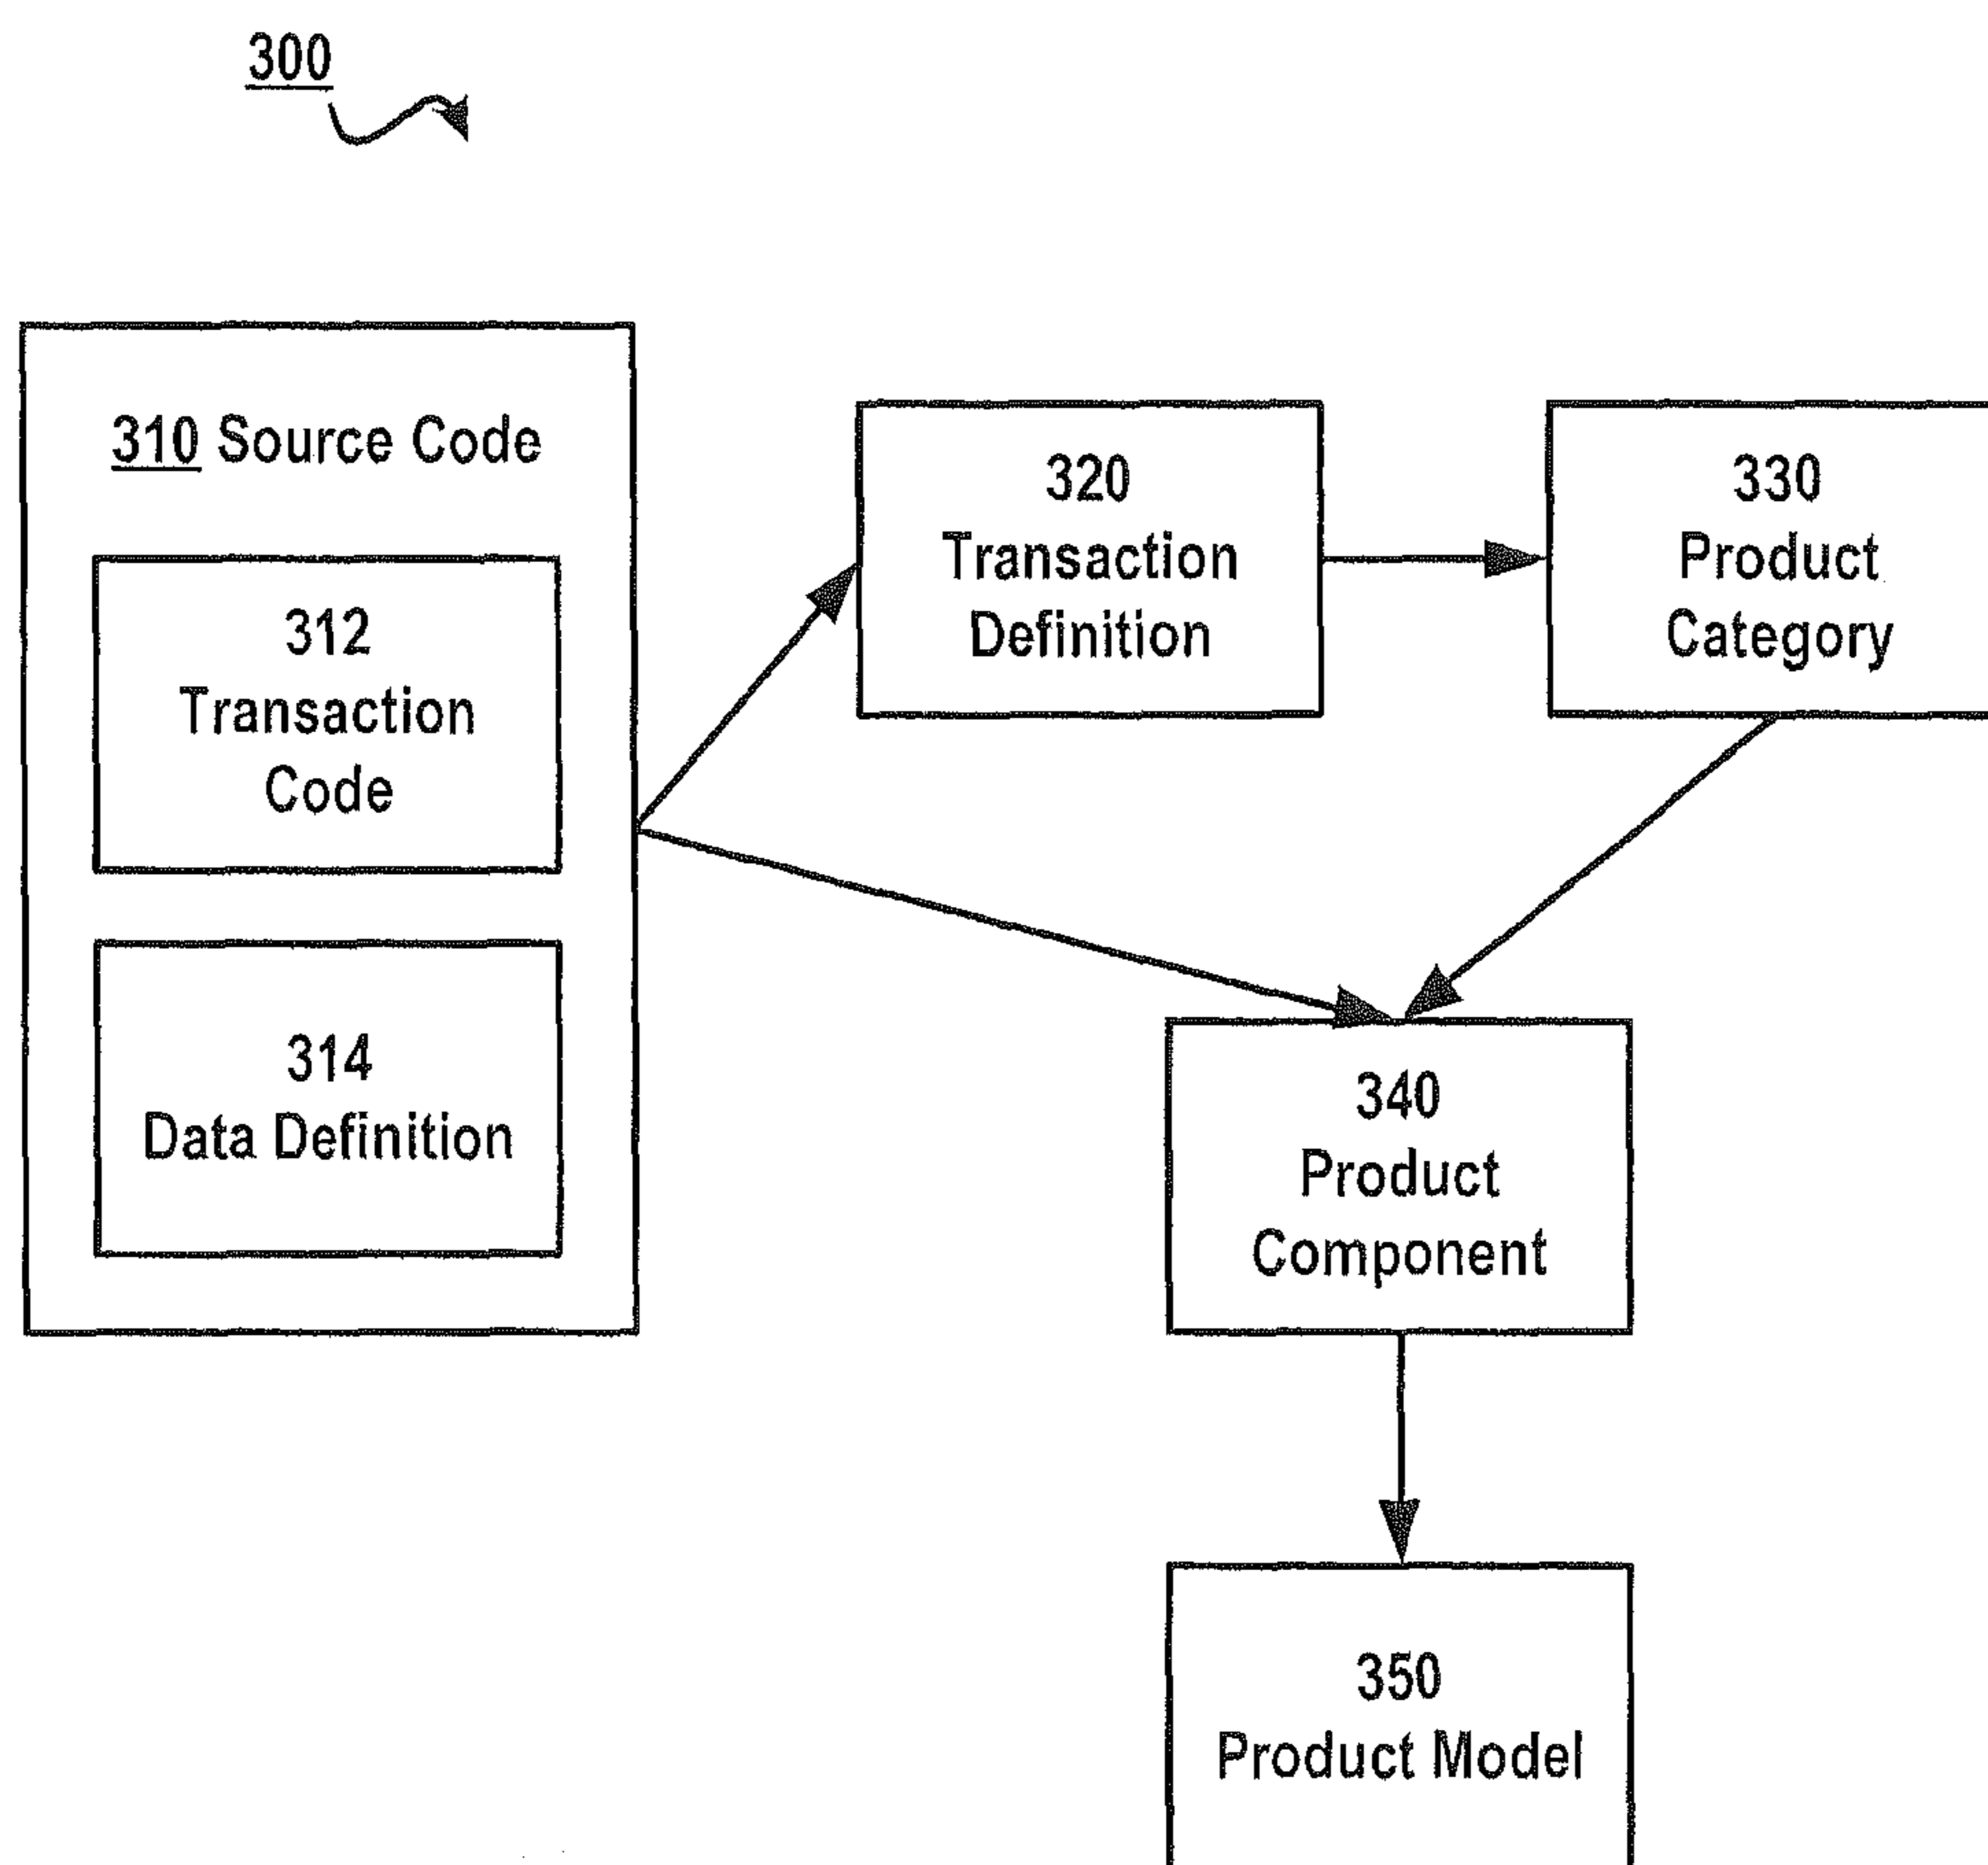 300
310 Source Code
312
Transaction
Code
314
Data Definition
320
Transaction
Definition
330
Product
Category
340
Product
Component
350
Product Model